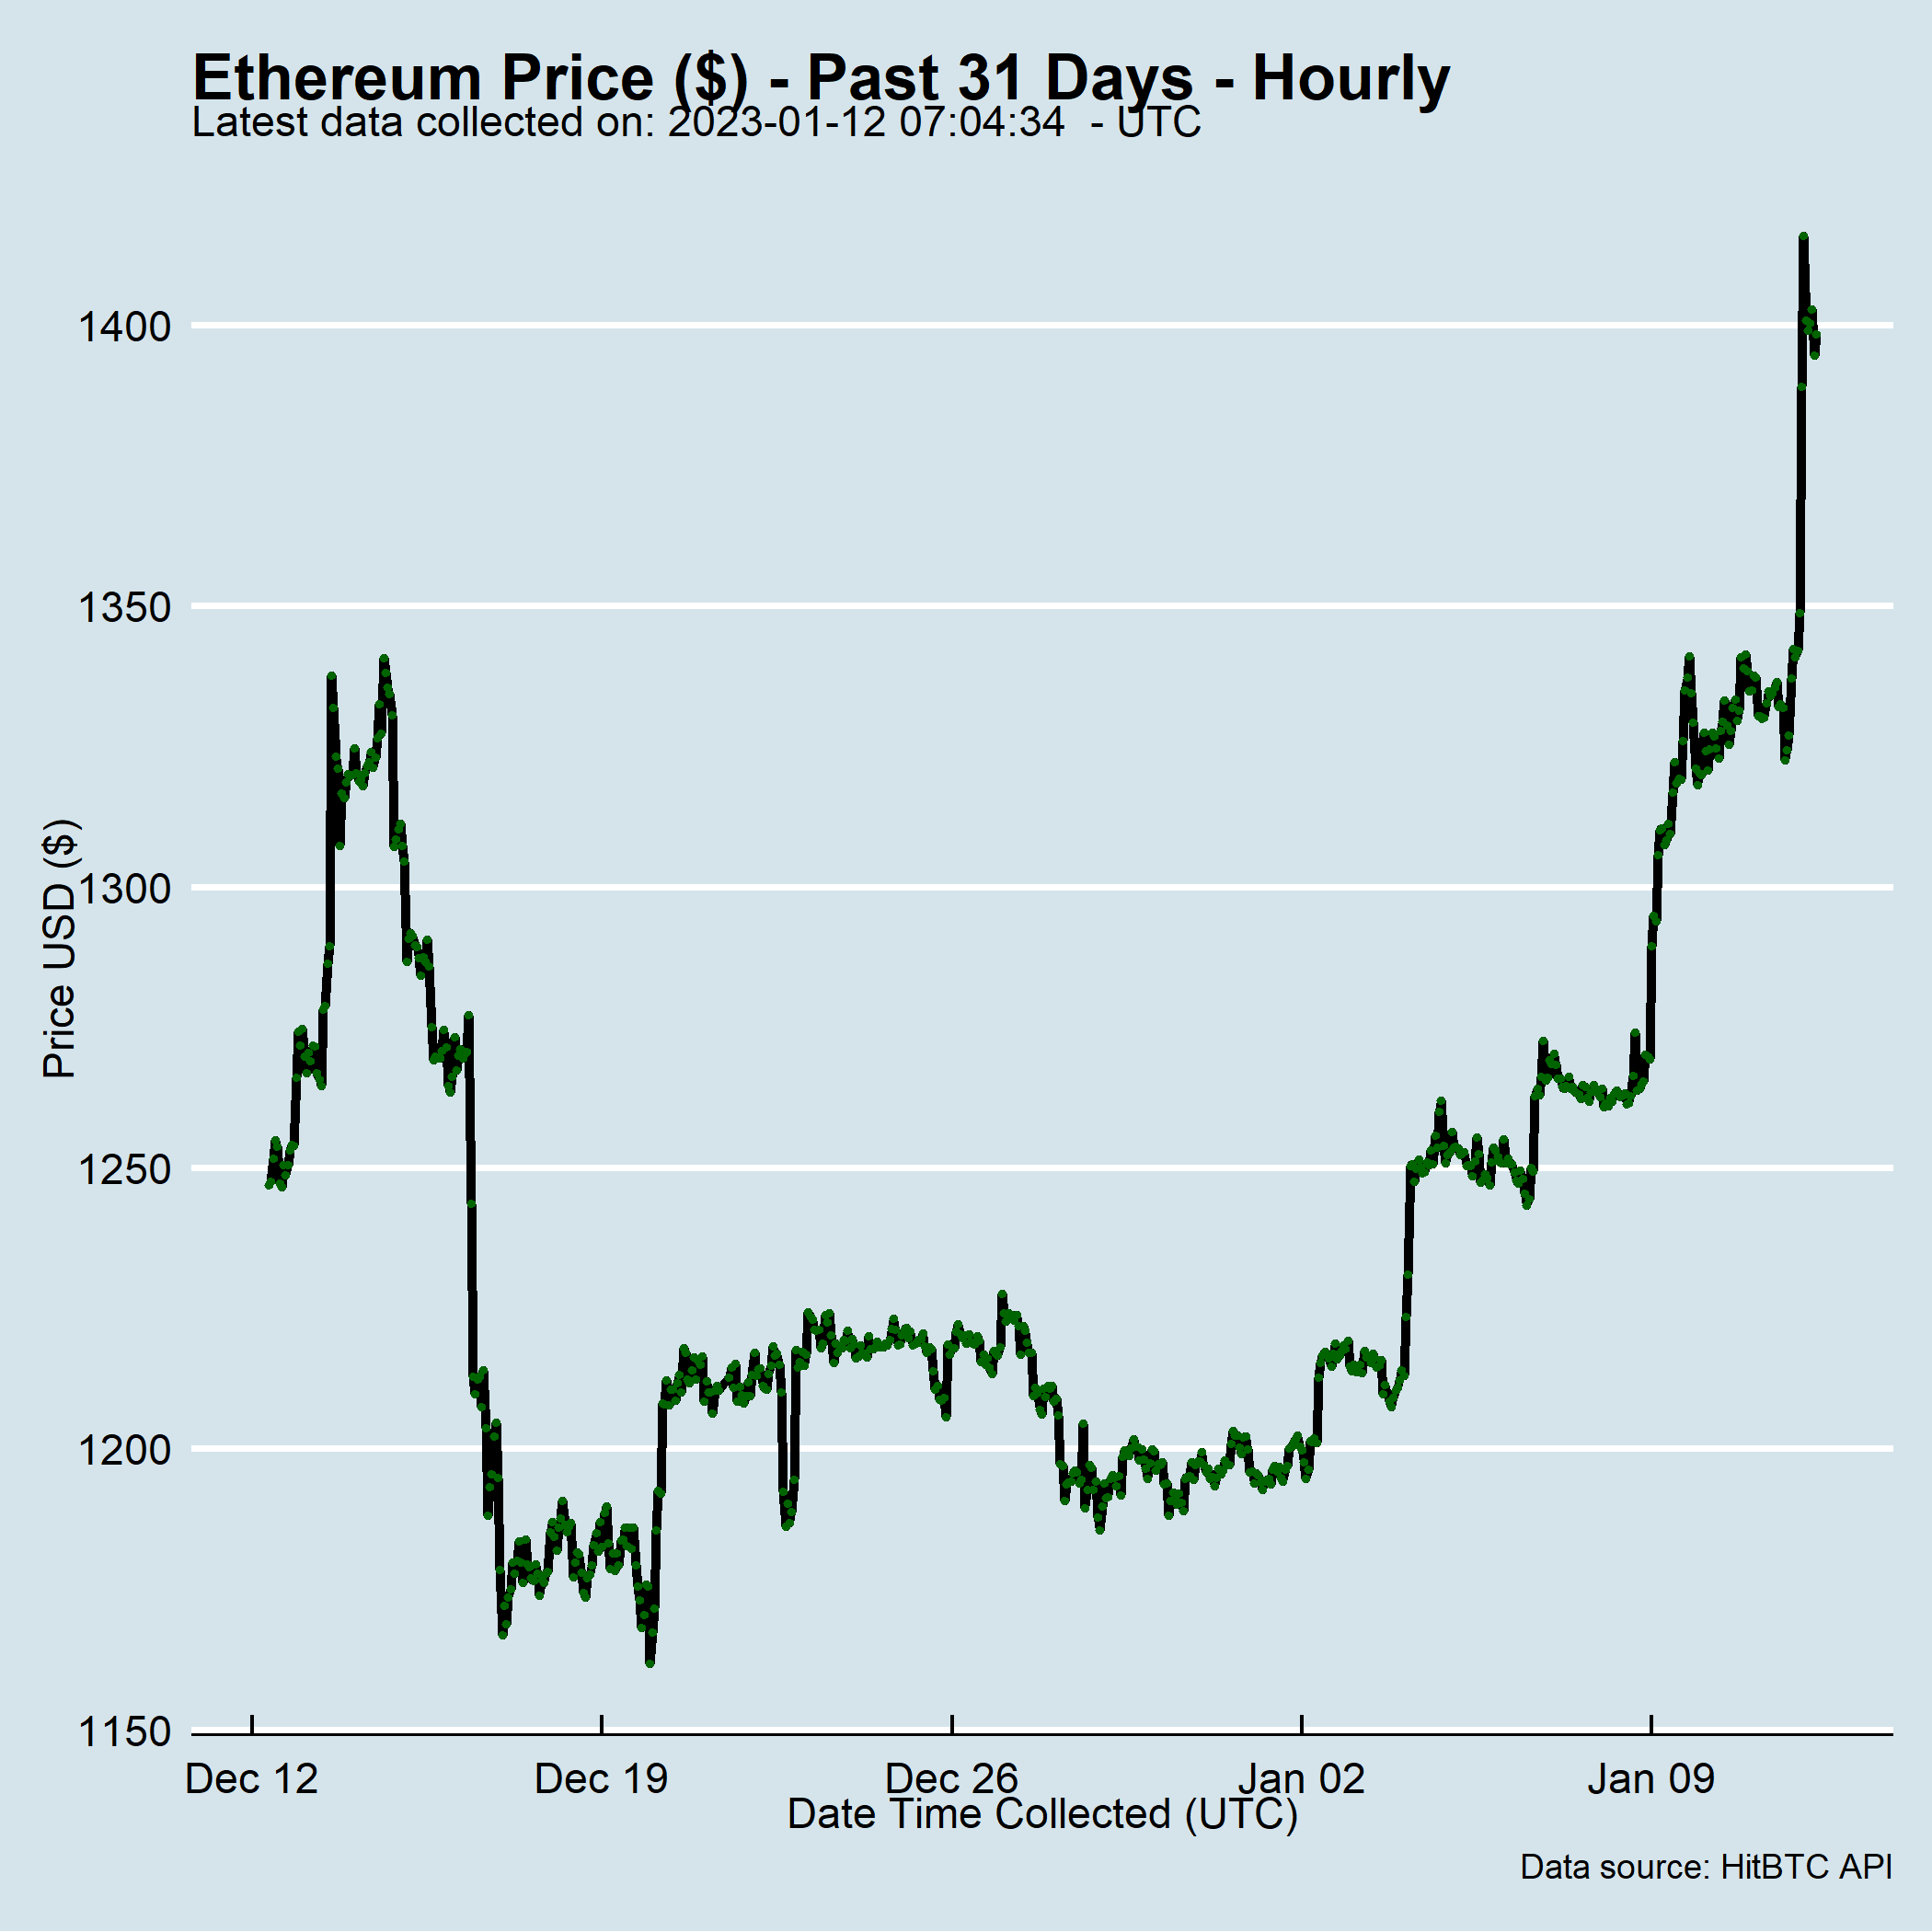 Ethereum Price ($) - Past 31 Days - Hourly
Latest data collected on: 2023-01-12 07:04:34  - UTC
Price USD ($)
1400
1350
1300
1250
1200
1150
Dec 12
Dec 19
Dec 26
Jan 02
Jan 09
Date Time Collected (UTC)
Data source: HitBTC API